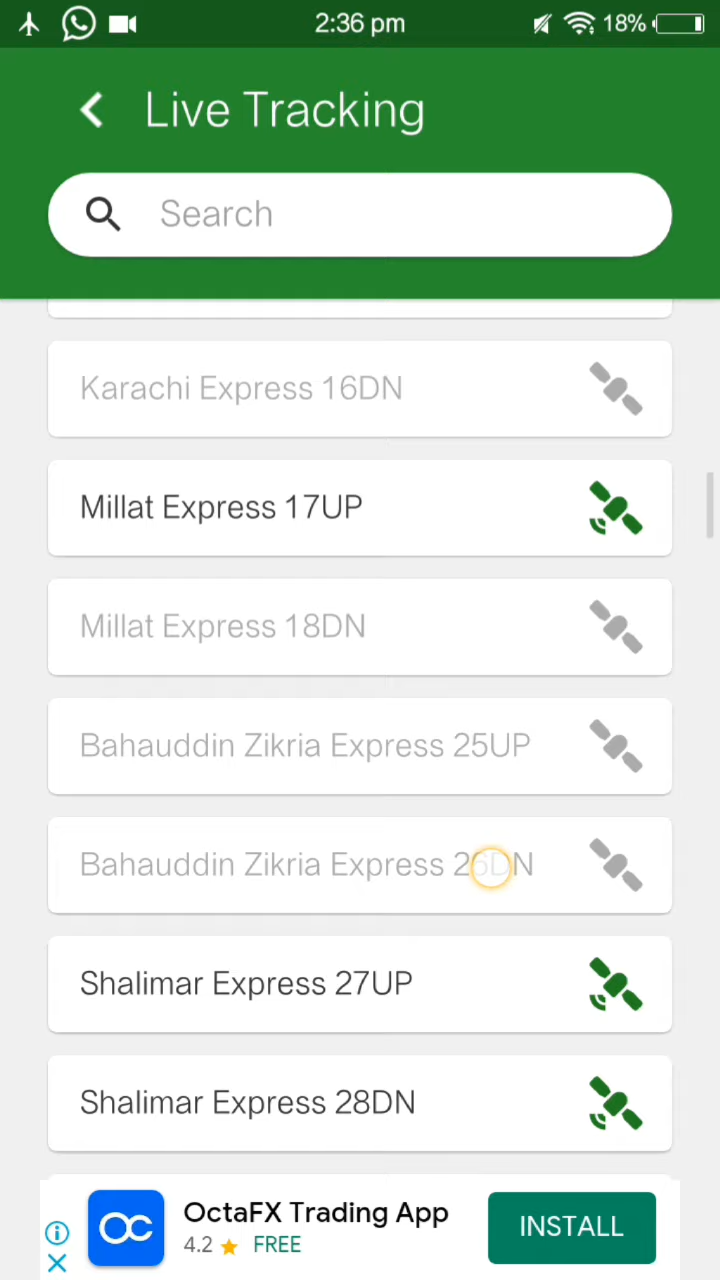 2:36 pm
18%
Live Tracking
Search
Karachi Express 16DN
Millat Express 17UP
Millat Express 18DN
Bahauddin Zikria Express 25UP
Bahauddin Zikria Express 26DN
Shalimar Express 27UP
Shalimar Express 28DN
OctaFX Trading App
4.2 FREE
INSTALL